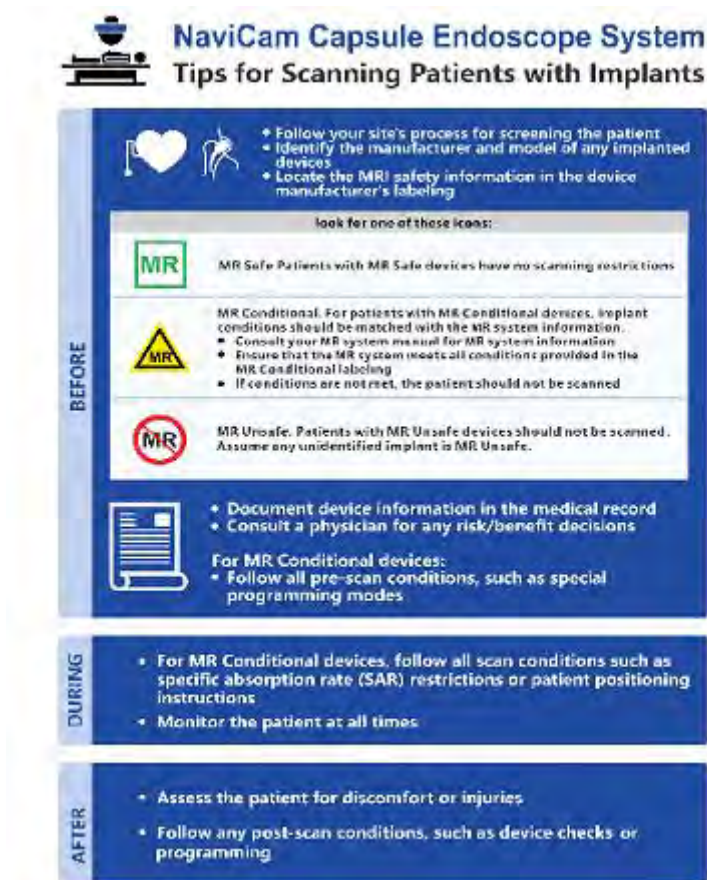 NaviCam Capsule Endoscope System
Tips for Scanning Patients with Implants
BEFORE
• Follow your site's process for screening the patient
• Identify the manufacturer and model of any implanted
devices
• Locate the MRI safety information in the device
manufacturer's labeling
look for one of these icons:
MR
MR Safe Patients with MR Safe devices have no scanning restrictions
MR
MR Conditional. For patients with MR Conditional devices, implant
conditions should be matched with the MR system information.
• Consult your MR system manual for MR system information
• Ensure that the MR system meets all conditions provided in the
MR Conditional labeling
• If conditions are not met, the patient should not be scanned
MR
MR Unsafe. Patients with MR Unsafe devices should not be scanned.
Assume any unidentified implant is MR Unsafe.
• Document device information in the medical record
• Consult a physician for any risk/benefit decisions
For MR Conditional devices:
• Follow all pre-scan conditions, such as special
programming modes
DURING
• For MR Conditional devices, follow all scan conditions such as
specific absorption rate (SAR) restrictions or patient positioning
instructions
• Monitor the patient at all times
AFTER
• Assess the patient for discomfort or injuries
• Follow any post-scan conditions, such as device checks or
programming